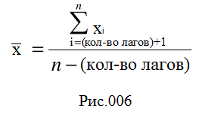 n
∑ xᵢ
x̄ = i=(кол-во лагов)+1
n – (кол-во лагов)
Рис.006